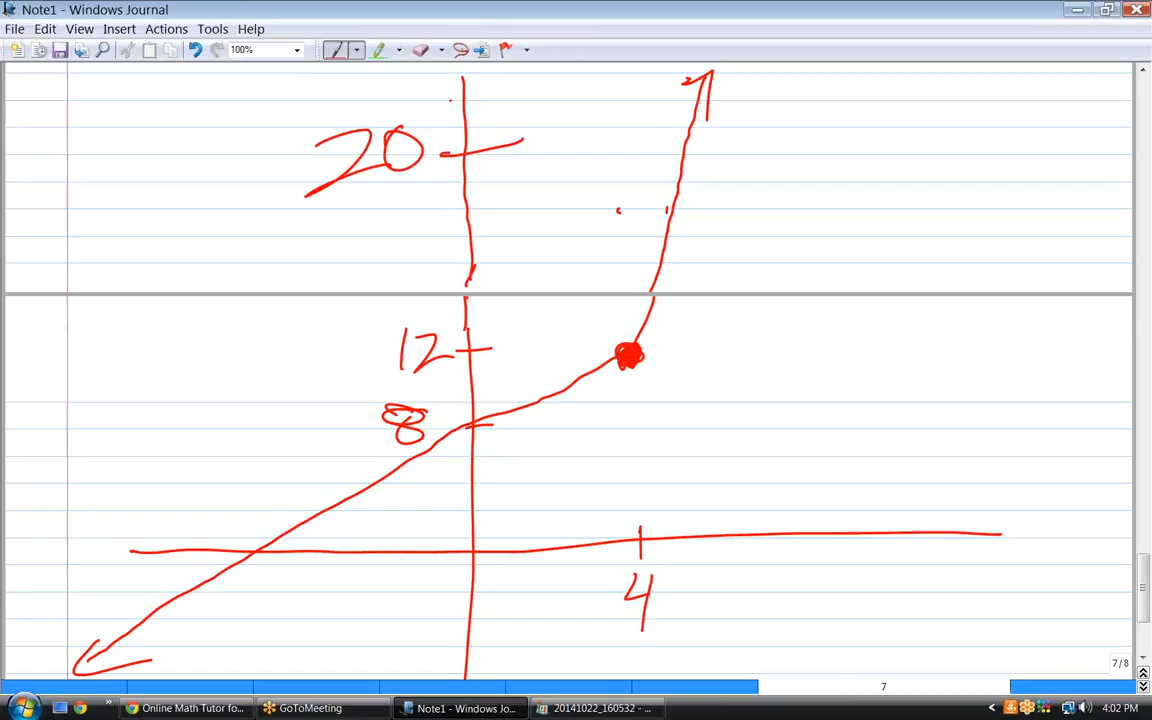 Note1 - Windows Journal
File Edit View Insert Actions Tools Help
100%
20
12
8
4
7/8
7
Online Math Tutor fo...
GoToMeeting
Note1 - Windows Jo...
20141022_160532 - ...
4:02 PM